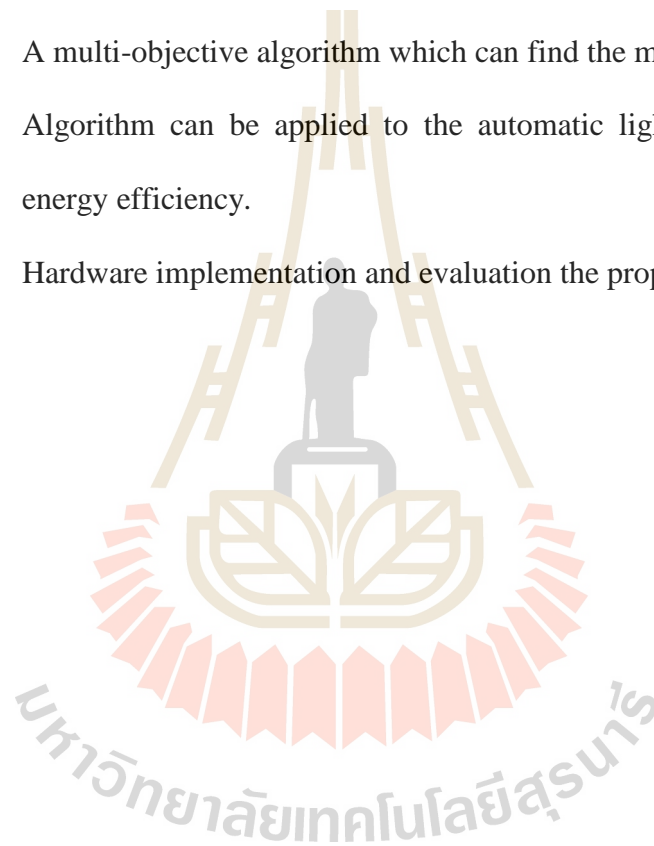 A multi-objective algorithm which can find the m
Algorithm can be applied to the automatic lig
energy efficiency.
Hardware implementation and evaluation the prop
มหาวิทยาลัยเทคโนโลยีสุรนารี